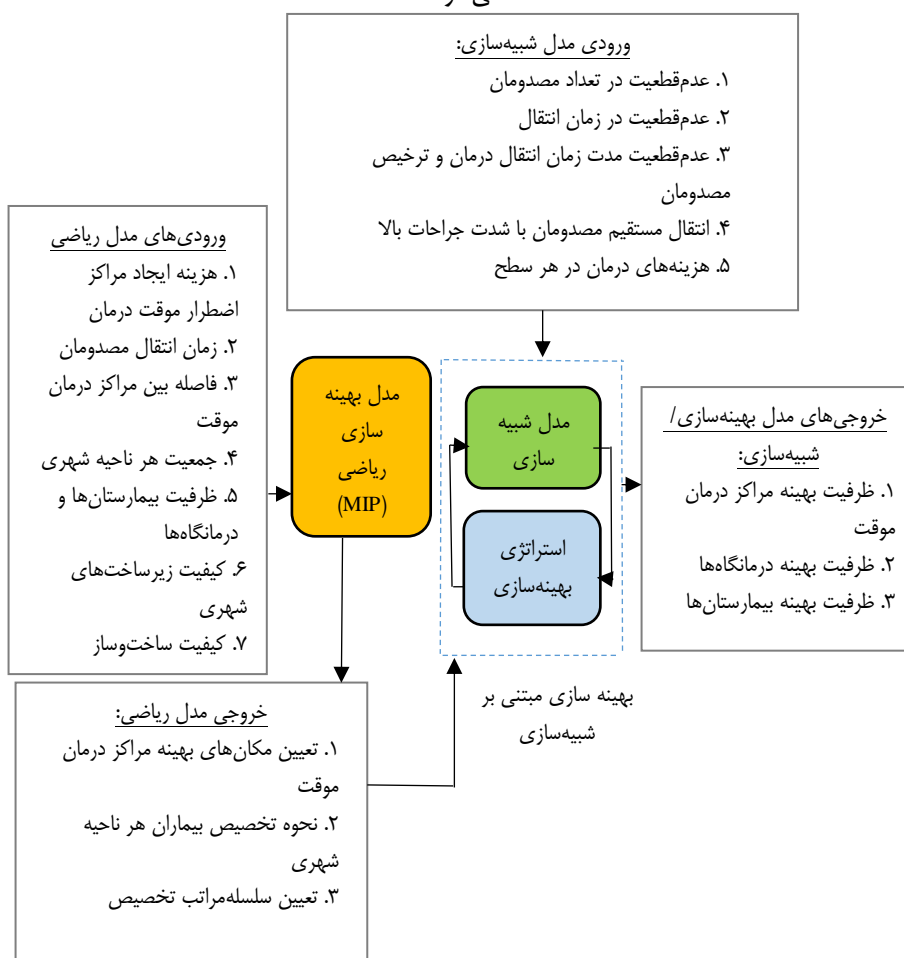 ورودی مدل شبیه‌سازی:
۱. عدم‌قطعیت در تعداد مصدومان
۲. عدم‌قطعیت در زمان انتقال
۳. عدم‌قطعیت مدت زمان انتقال درمان و ترخیص
مصدومان
۴. انتقال مستقیم مصدومان با شدت جراحات بالا
۵. هزینه‌های درمان در هر سطح
ورودی‌های مدل ریاضی
۱. هزینه ایجاد مراکز
اضطرار موقت درمان
۲. زمان انتقال مصدومان
۳. فاصله بین مراکز درمان
موقت
۴. جمعیت هر ناحیه شهری
۵. ظرفیت بیمارستان‌ها و
درمانگاه‌ها
۶. کیفیت زیرساخت‌های
شهری
۷. کیفیت ساخت‌وساز
مدل بهینه
سازی
ریاضی
(MIP)
مدل شبیه
سازی
استراتژی
بهینه‌سازی
خروجی‌های مدل بهینه‌سازی/
شبیه‌سازی:
۱. ظرفیت بهینه مراکز درمان
موقت
۲. ظرفیت بهینه درمانگاه‌ها
۳. ظرفیت بهینه بیمارستان‌ها
بهینه سازی مبتنی بر
شبیه‌سازی
خروجی مدل ریاضی:
۱. تعیین مکان‌های بهینه مراکز درمان
موقت
۲. نحوه تخصیص بیماران هر ناحیه
شهری
۳. تعیین سلسله‌مراتب تخصیص